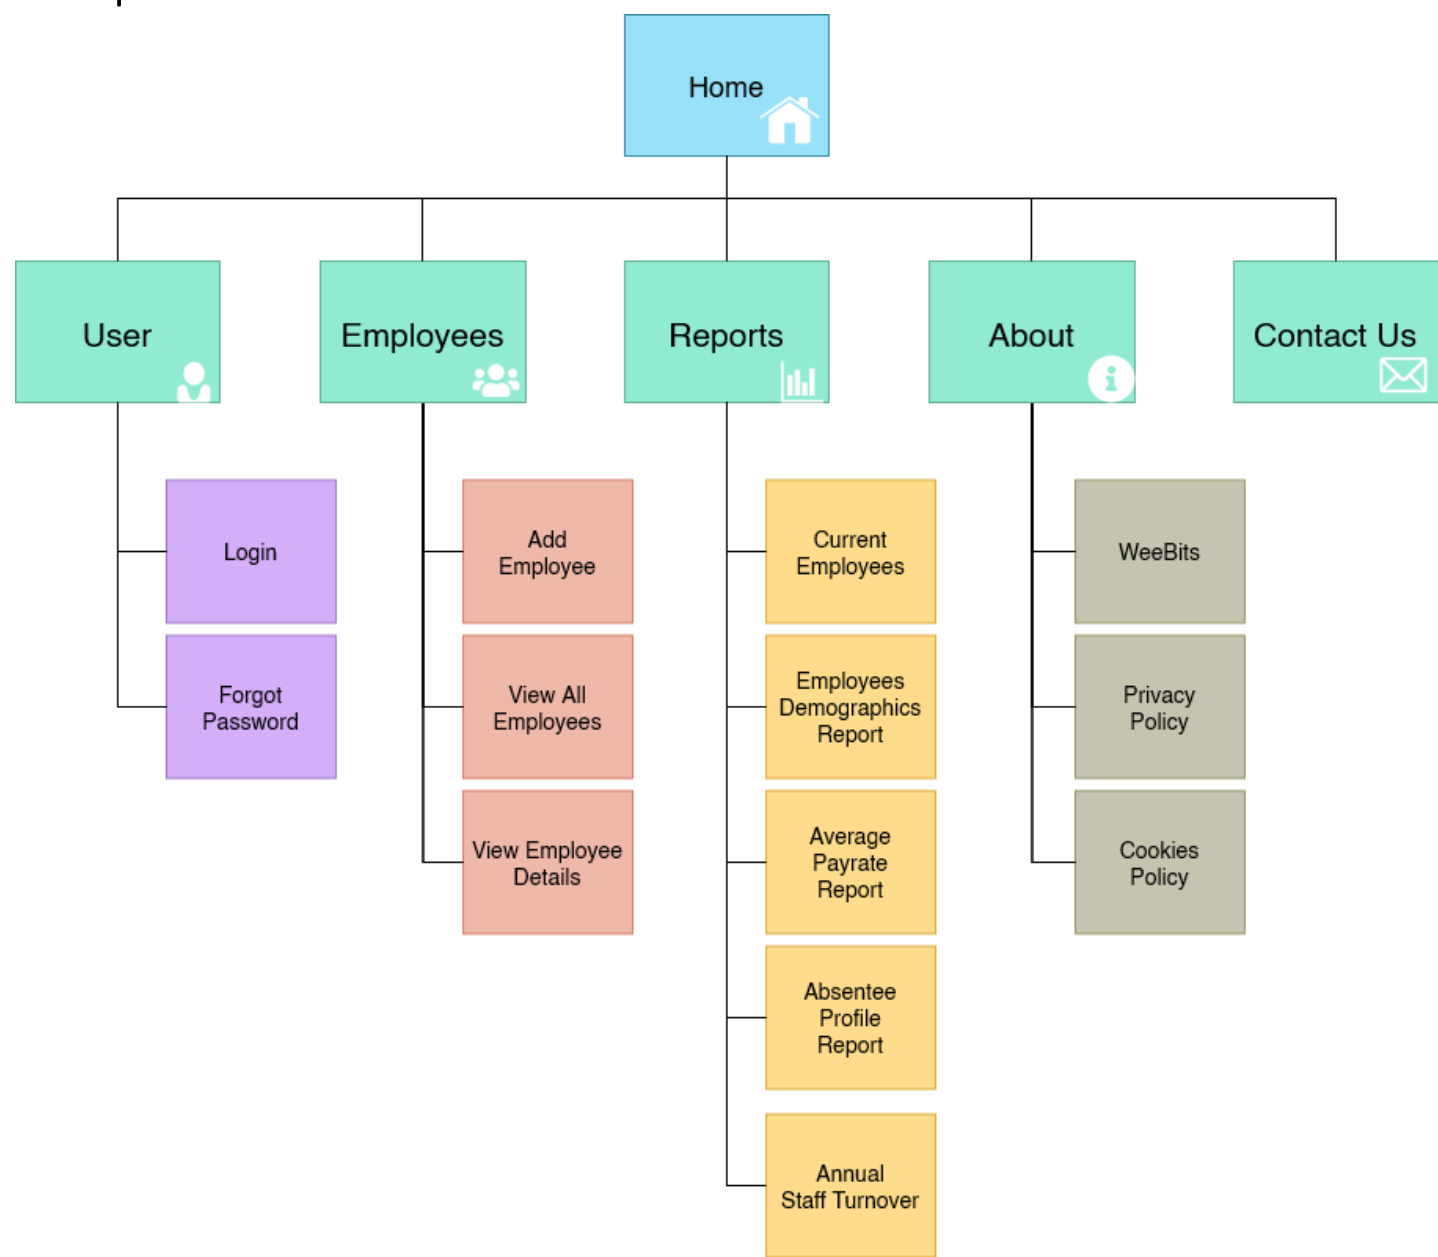 Home
User
Employees
Reports
About
Contact Us
Login
Forgot
Password
Add
Employee
View All
Employees
View Employee
Details
Current
Employees
Employees
Demographics
Report
Average
Payrate
Report
Absentee
Profile
Report
Annual
Staff Turnover
WeeBits
Privacy
Policy
Cookies
Policy